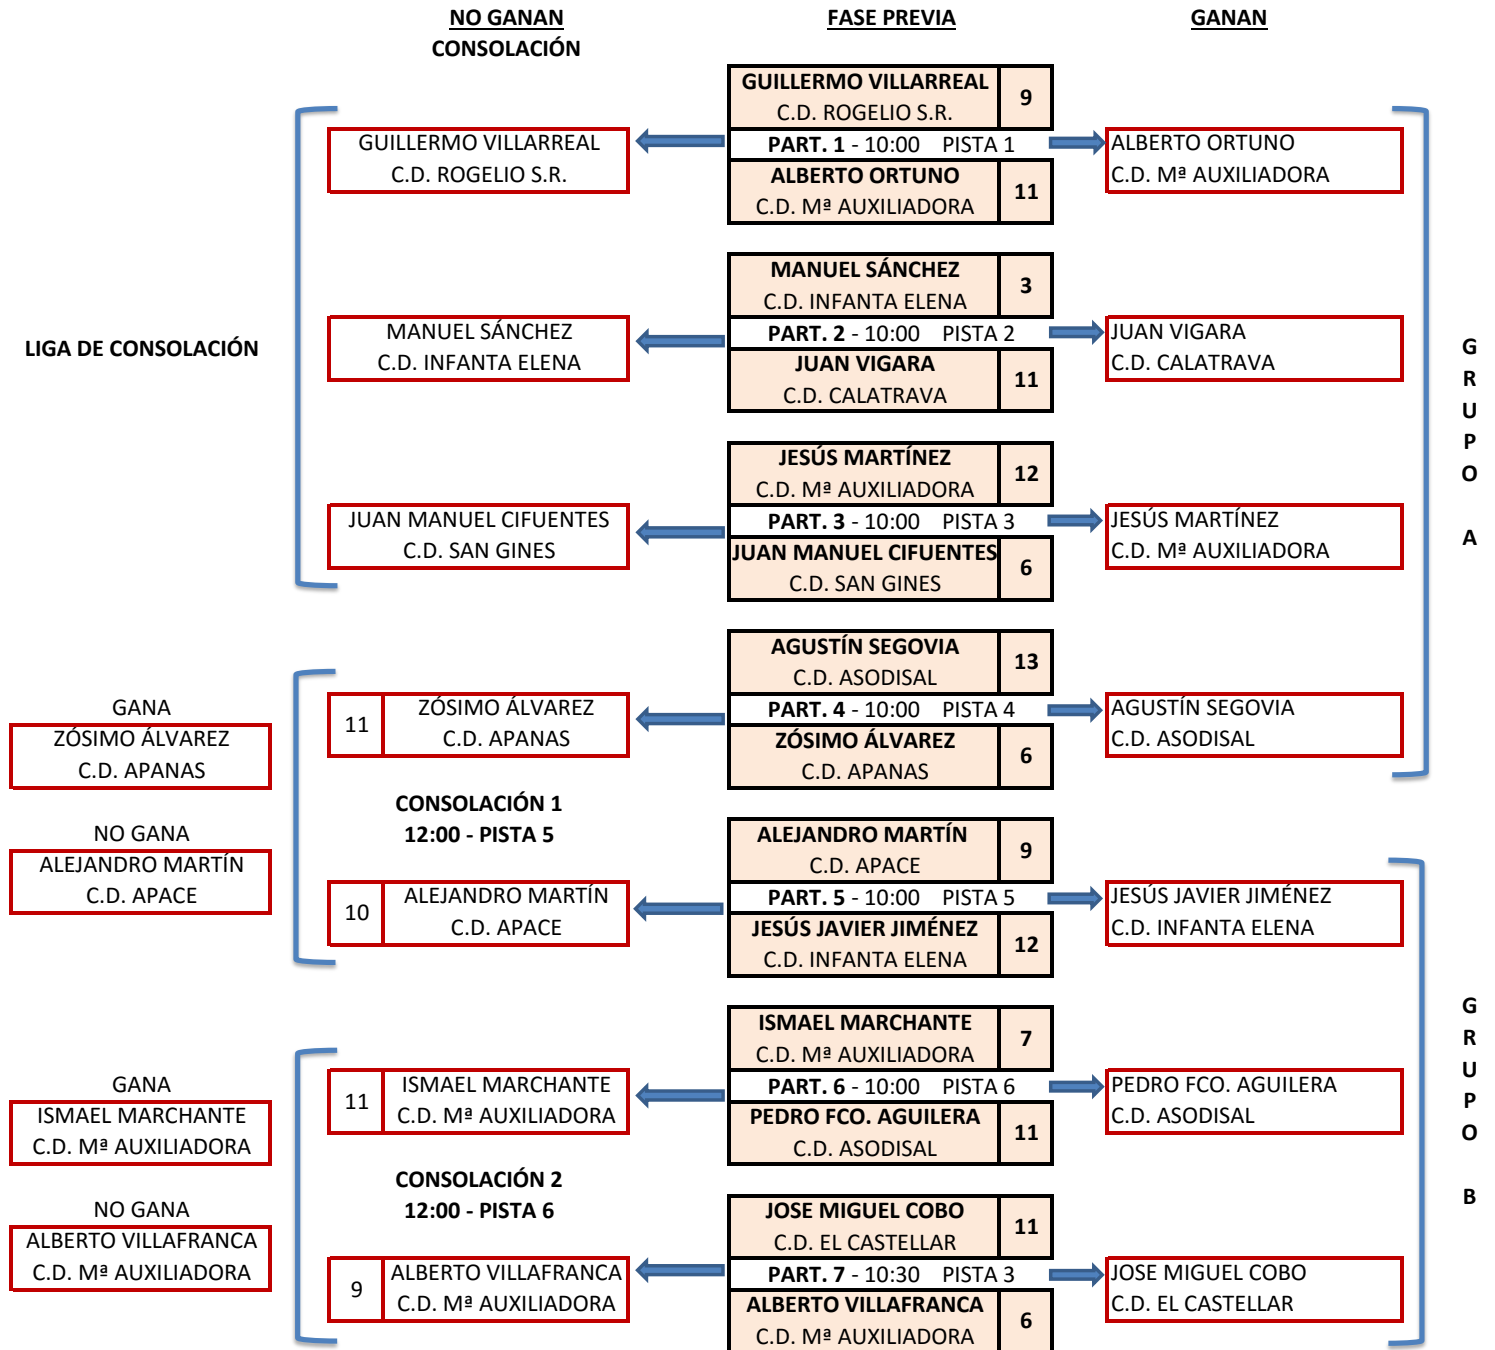 NO GANAN
CONSOLACIÓN
FASE PREVIA
GANAN
GUILLERMO VILLARREAL
C.D. ROGELIO S.R.
9
PART. 1 - 10:00 PISTA 1
ALBERTO ORTUNO
C.D. Mª AUXILIADORA
11
GUILLERMO VILLARREAL
C.D. ROGELIO S.R.
ALBERTO ORTUNO
C.D. Mª AUXILIADORA
LIGA DE CONSOLACIÓN
MANUEL SÁNCHEZ
C.D. INFANTA ELENA
3
PART. 2 - 10:00 PISTA 2
JUAN VIGARA
C.D. CALATRAVA
11
MANUEL SÁNCHEZ
C.D. INFANTA ELENA
JUAN VIGARA
C.D. CALATRAVA
JESÚS MARTÍNEZ
C.D. Mª AUXILIADORA
12
PART. 3 - 10:00 PISTA 3
JUAN MANUEL CIFUENTES
C.D. SAN GINES
6
JUAN MANUEL CIFUENTES
C.D. SAN GINES
JESÚS MARTÍNEZ
C.D. Mª AUXILIADORA
G
R
U
P
O
A
AGUSTÍN SEGOVIA
C.D. ASODISAL
13
PART. 4 - 10:00 PISTA 4
ZÓSIMO ÁLVAREZ
C.D. APANAS
6
11
ZÓSIMO ÁLVAREZ
C.D. APANAS
AGUSTÍN SEGOVIA
C.D. ASODISAL
GANA
ZÓSIMO ÁLVAREZ
C.D. APANAS
CONSOLACIÓN 1
12:00 - PISTA 5
NO GANA
ALEJANDRO MARTÍN
C.D. APACE
ALEJANDRO MARTÍN
C.D. APACE
9
PART. 5 - 10:00 PISTA 5
JESÚS JAVIER JIMÉNEZ
C.D. INFANTA ELENA
12
10
ALEJANDRO MARTÍN
C.D. APACE
JESÚS JAVIER JIMÉNEZ
C.D. INFANTA ELENA
ISMAEL MARCHANTE
C.D. Mª AUXILIADORA
7
PART. 6 - 10:00 PISTA 6
PEDRO FCO. AGUILERA
C.D. ASODISAL
11
11
ISMAEL MARCHANTE
C.D. Mª AUXILIADORA
PEDRO FCO. AGUILERA
C.D. ASODISAL
GANA
ISMAEL MARCHANTE
C.D. Mª AUXILIADORA
CONSOLACIÓN 2
12:00 - PISTA 6
NO GANA
ALBERTO VILLAFRANCA
C.D. Mª AUXILIADORA
G
R
U
P
O
B
JOSE MIGUEL COBO
C.D. EL CASTELLAR
11
PART. 7 - 10:30 PISTA 3
ALBERTO VILLAFRANCA
C.D. Mª AUXILIADORA
6
9
ALBERTO VILLAFRANCA
C.D. Mª AUXILIADORA
JOSE MIGUEL COBO
C.D. EL CASTELLAR